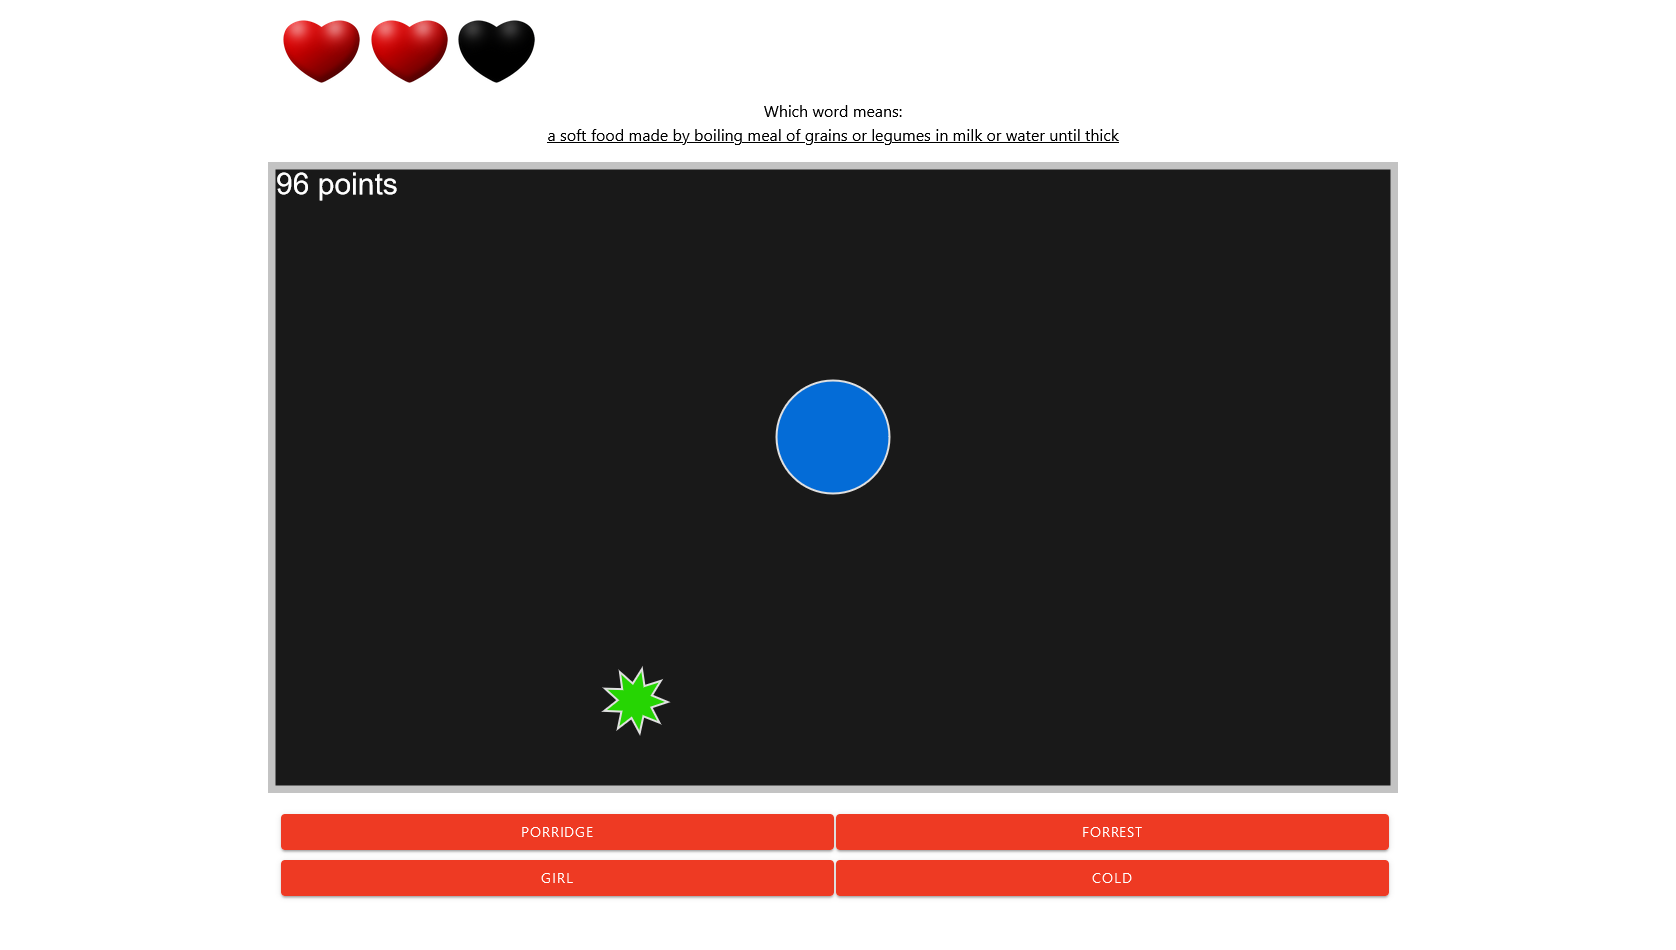 Which word means:
a soft food made by boiling meal of grains or legumes in milk or water until thick
96 points
PORRIDGE
FORREST
GIRL
COLD